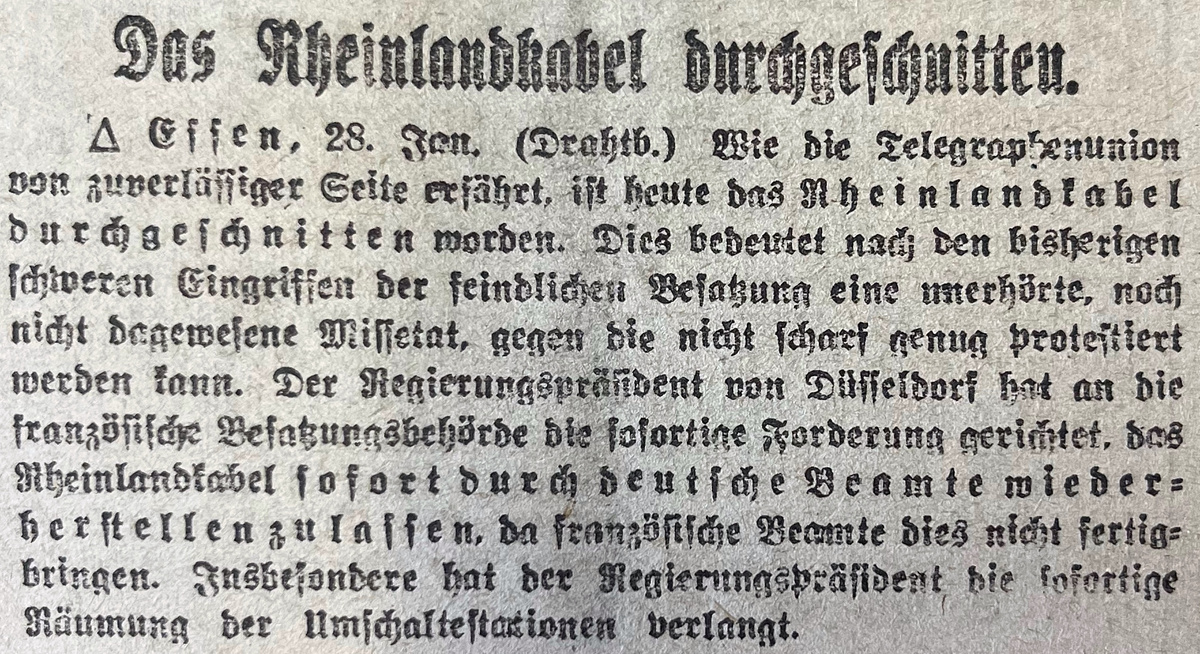 Das Rheinlandkabel durchgeschnitten.
△ Essen, 28. Jan. (Drahtb.) Wie die Telegraphenunion
von zuverlässiger Seite erfährt, ist heute das Rheinlandkabel
durchgeschnitten worden. Dies bedeutet nach den bisherigen
schweren Eingriffen der feindlichen Besatzung eine unerhörte, noch
nicht dagewesene Missetat, gegen die nicht scharf genug protestiert
werden kann. Der Regierungspräsident von Düsseldorf hat an die
französische Besatzungsbehörde die sofortige Forderung gerichtet, das
Rheinlandkabel sofort durch deutsche Beamte wieder-
herstellen zu lassen, da französische Beamte dies nicht fertig-
bringen. Insbesondere hat der Regierungspräsident die sofortige
Räumung der Umschaltestationen verlangt.